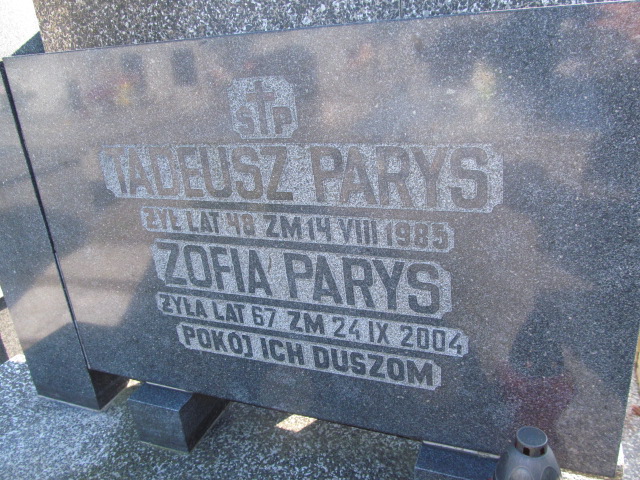 Ś P
TADEUSZ PARYS
ŻYŁ LAT 48 ZM 14 VIII 1985
ZOFIA PARYS
ŻYŁA LAT 67 ZM 24 IX 2004
POKÓJ ICH DUSZOM